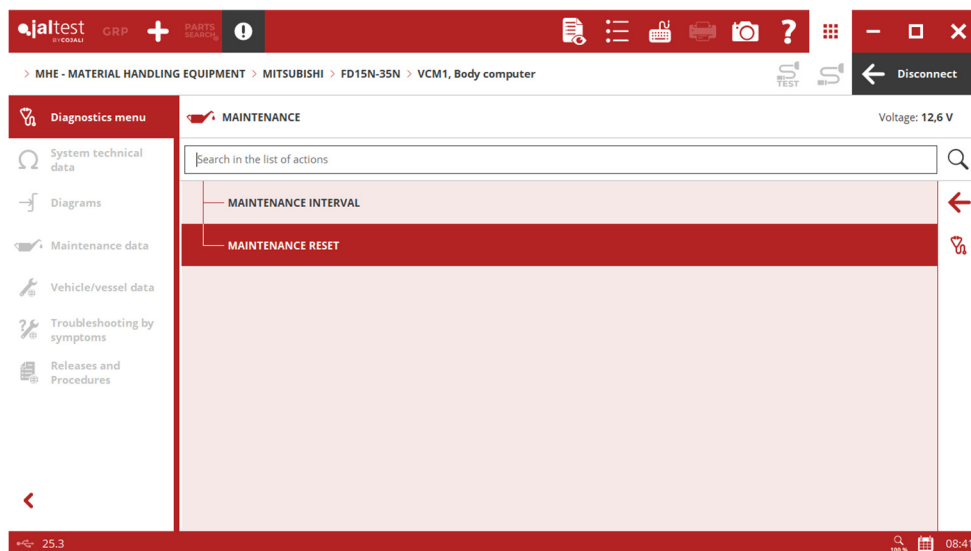 jaltest GRP PARTS SEARCH
BY COJALI
> MHE - MATERIAL HANDLING EQUIPMENT > MITSUBISHI > FD15N-35N > VCM1, Body computer
TEST
Disconnect
Diagnostics menu
MAINTENANCE
Voltage: 12,6 V
System technical data
Search in the list of actions
Diagrams
MAINTENANCE INTERVAL
Maintenance data
MAINTENANCE RESET
Vehicle/vessel data
Troubleshooting by symptoms
Releases and Procedures
25.3
100 %
08:41